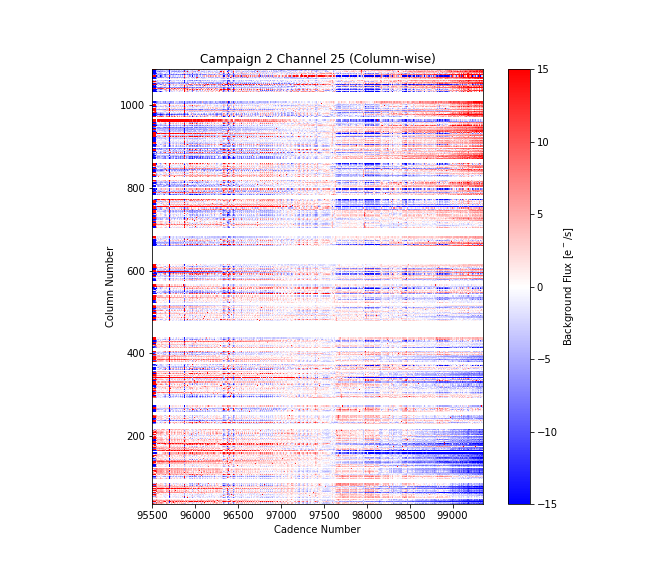 Campaign 2 Channel 25 (Column-wise)
1000
800
600
400
200
Column Number
95500 96000 96500 97000 97500 98000 98500 99000
Cadence Number
15
10
5
0
−5
−10
−15
Background Flux [e⁻/s]